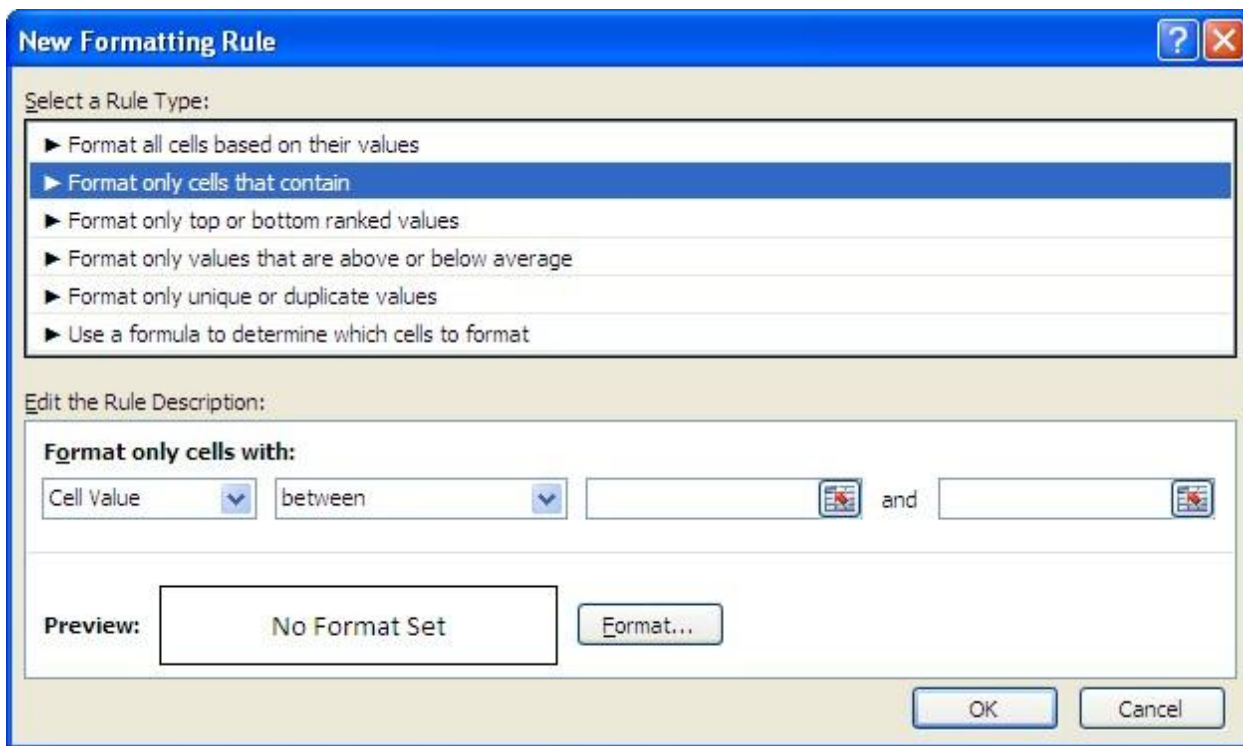 New Formatting Rule
Select a Rule Type:
► Format all cells based on their values
► Format only cells that contain
► Format only top or bottom ranked values
► Format only values that are above or below average
► Format only unique or duplicate values
► Use a formula to determine which cells to format
Edit the Rule Description:
Format only cells with:
Cell Value between and
Preview: No Format Set Format...
OK Cancel